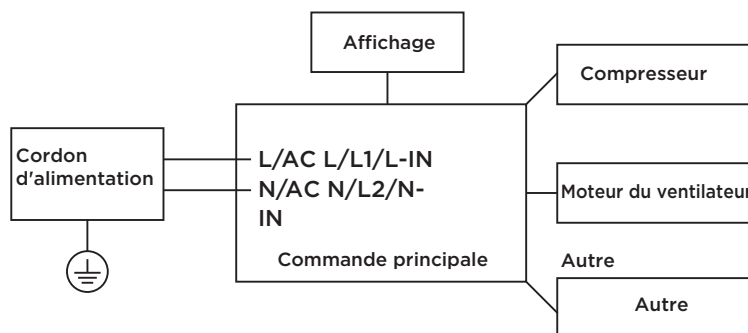 Affichage
Compresseur
Cordon
d'alimentation
L/AC L/L1/L-IN
N/AC N/L2/N-
IN
Moteur du ventilateur
Commande principale
Autre
Autre